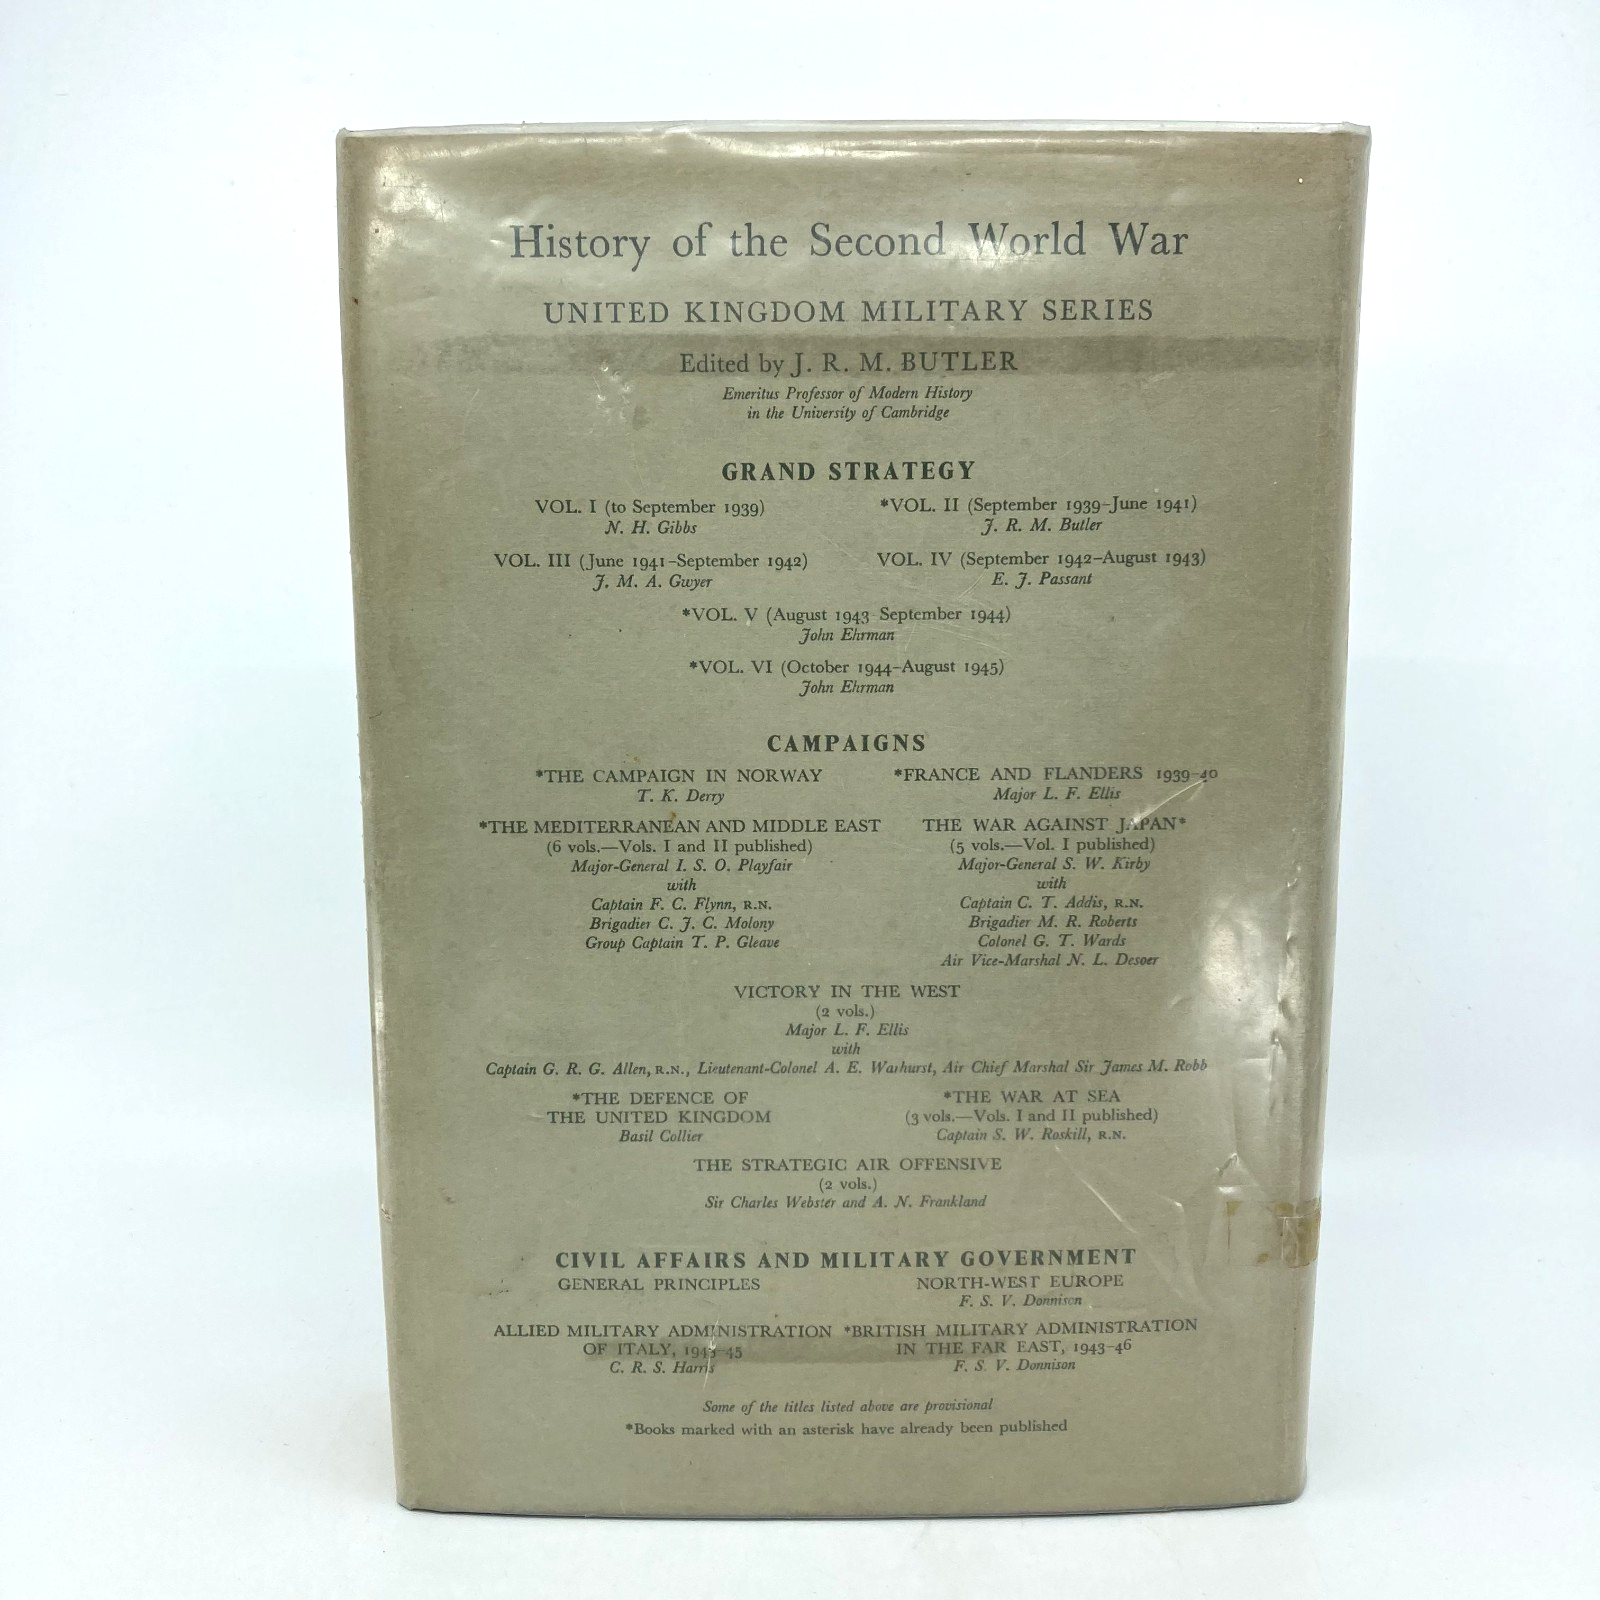 History of the Second World War
UNITED KINGDOM MILITARY SERIES
Edited by J. R. M. BUTLER
Emeritus Professor of Modern History
in the University of Cambridge
GRAND STRATEGY
VOL. I (to September 1939)
N. H. Gibbs
*VOL. II (September 1939–June 1941)
J. R. M. Butler
VOL. III (June 1941–September 1942)
J. M. A. Gwyer
VOL. IV (September 1942–August 1943)
E. J. Passant
*VOL. V (August 1943 September 1944)
John Ehrman
*VOL. VI (October 1944–August 1945)
John Ehrman
CAMPAIGNS
*THE CAMPAIGN IN NORWAY
T. K. Derry
*FRANCE AND FLANDERS 1939–40
Major L. F. Ellis
*THE MEDITERRANEAN AND MIDDLE EAST
(6 vols.—Vols. I and II published)
Major-General I. S. O. Playfair
with
Captain F. C. Flynn, R.N.
Brigadier C. J. C. Molony
Group Captain T. P. Gleave
THE WAR AGAINST JAPAN*
(5 vols.—Vol. I published)
Major-General S. W. Kirby
with
Captain C. T. Addis, R.N.
Brigadier M. R. Roberts
Colonel G. T. Wards
Air Vice-Marshal N. L. Desoer
VICTORY IN THE WEST
(2 vols.)
Major L. F. Ellis
with
Captain G. R. G. Allen, R.N., Lieutenant-Colonel A. E. Warhurst, Air Chief Marshal Sir James M. Robb
*THE DEFENCE OF
THE UNITED KINGDOM
Basil Collier
*THE WAR AT SEA
(3 vols.—Vols. I and II published)
Captain S. W. Roskill, R.N.
THE STRATEGIC AIR OFFENSIVE
(2 vols.)
Sir Charles Webster and A. N. Frankland
CIVIL AFFAIRS AND MILITARY GOVERNMENT
GENERAL PRINCIPLES
NORTH-WEST EUROPE
F. S. V. Donnison
ALLIED MILITARY ADMINISTRATION
OF ITALY, 1943–45
C. R. S. Harris
*BRITISH MILITARY ADMINISTRATION
IN THE FAR EAST, 1943–46
F. S. V. Donnison
Some of the titles listed above are provisional
*Books marked with an asterisk have already been published